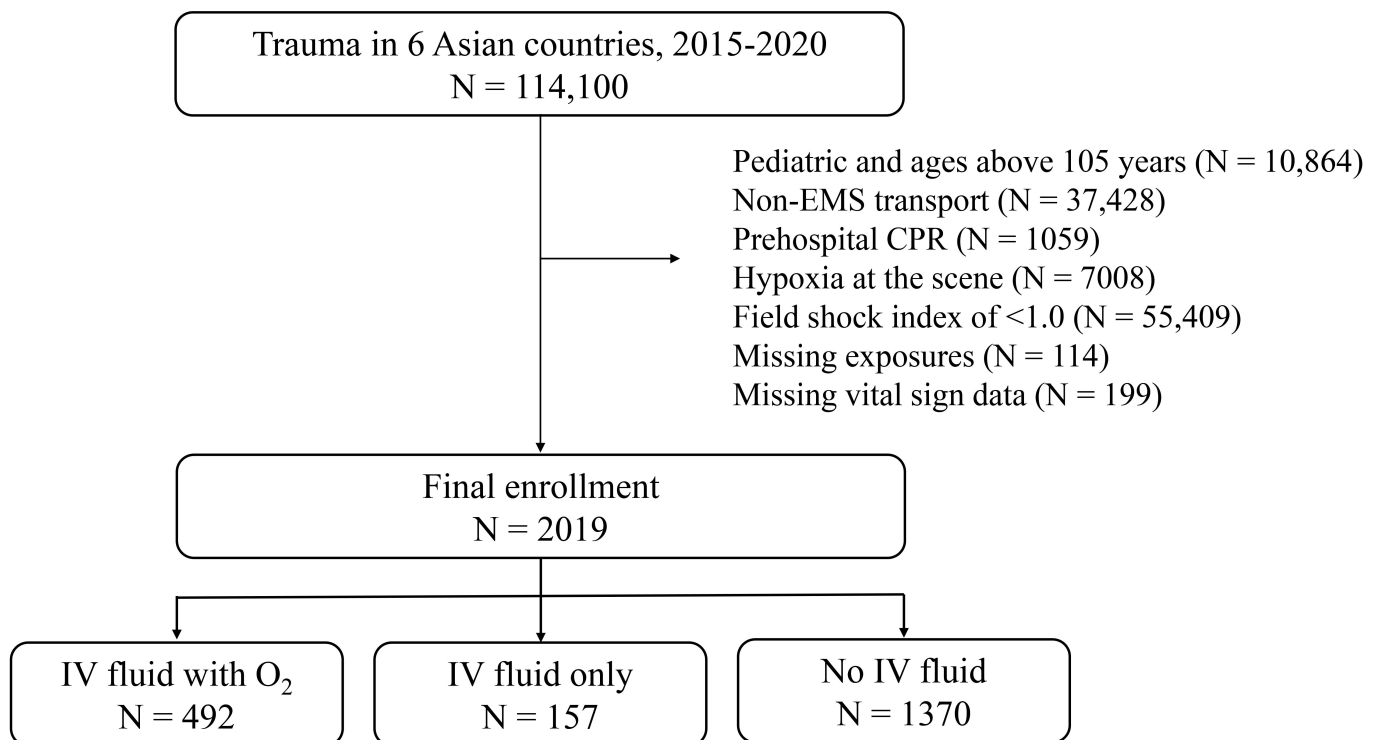 Trauma in 6 Asian countries, 2015-2020
N = 114,100
Pediatric and ages above 105 years (N = 10,864)
Non-EMS transport (N = 37,428)
Prehospital CPR (N = 1059)
Hypoxia at the scene (N = 7008)
Field shock index of <1.0 (N = 55,409)
Missing exposures (N = 114)
Missing vital sign data (N = 199)
Final enrollment
N = 2019
IV fluid with O₂
N = 492
IV fluid only
N = 157
No IV fluid
N = 1370